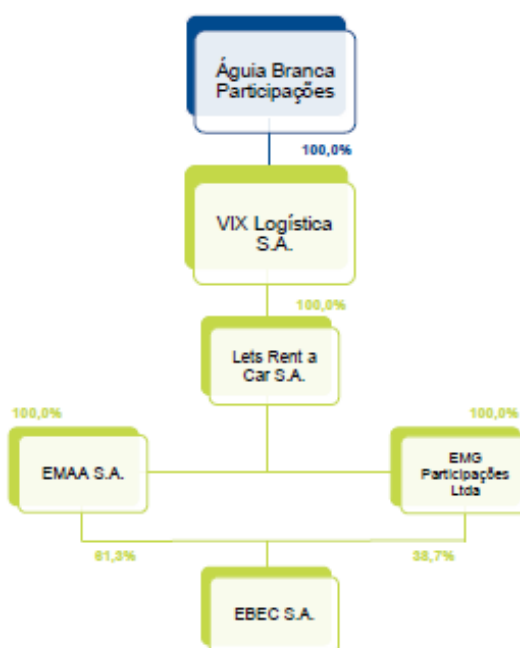 Águia Branca
Participações
100,0%
VIX Logística
S.A.
100,0%
Lets Rent a
Car S.A.
100,0%
100,0%
EMAA S.A.
EMG
Participações
Ltda
61,3%
38,7%
EBEC S.A.